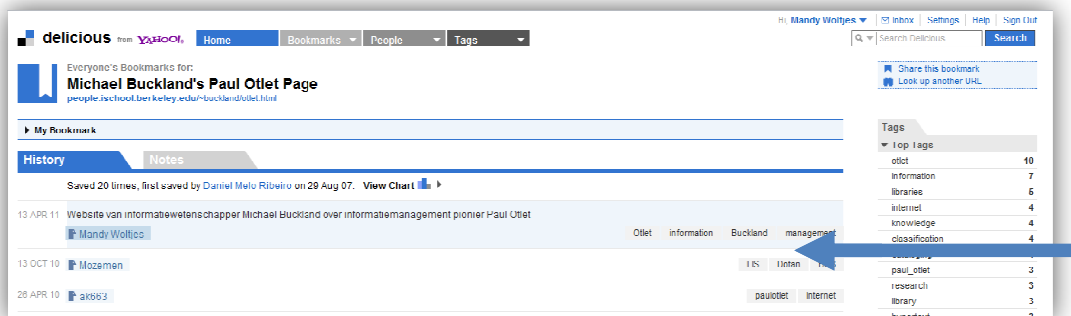 Hi, Mandy Woltjes Inbox Settings Help Sign Out
delicious from YAHOO! Home Bookmarks People Tags Search Delicious Search
Everyone's Bookmarks for:
Michael Buckland's Paul Otlet Page
people.ischool.berkeley.edu/~buckland/otlet.html
Share this bookmark
Look up another URL
My Bookmark
History Notes
Saved 20 times, first saved by Daniel Melo Ribeiro on 29 Aug 07. View Chart
13 APR 11 Website van informatiewetenschapper Michael Buckland over informatiemanagement pionier Paul Otlet
Mandy Woltjes Otlet information Buckland management
13 OCT 10 Mozemen LIS Dofan
26 APR 10 ak663 paulotlet internet
Tags
Top Tags
otlet 10
information 7
libraries 5
internet 4
knowledge 4
classification 4
paul_otlet 3
research 3
library 3